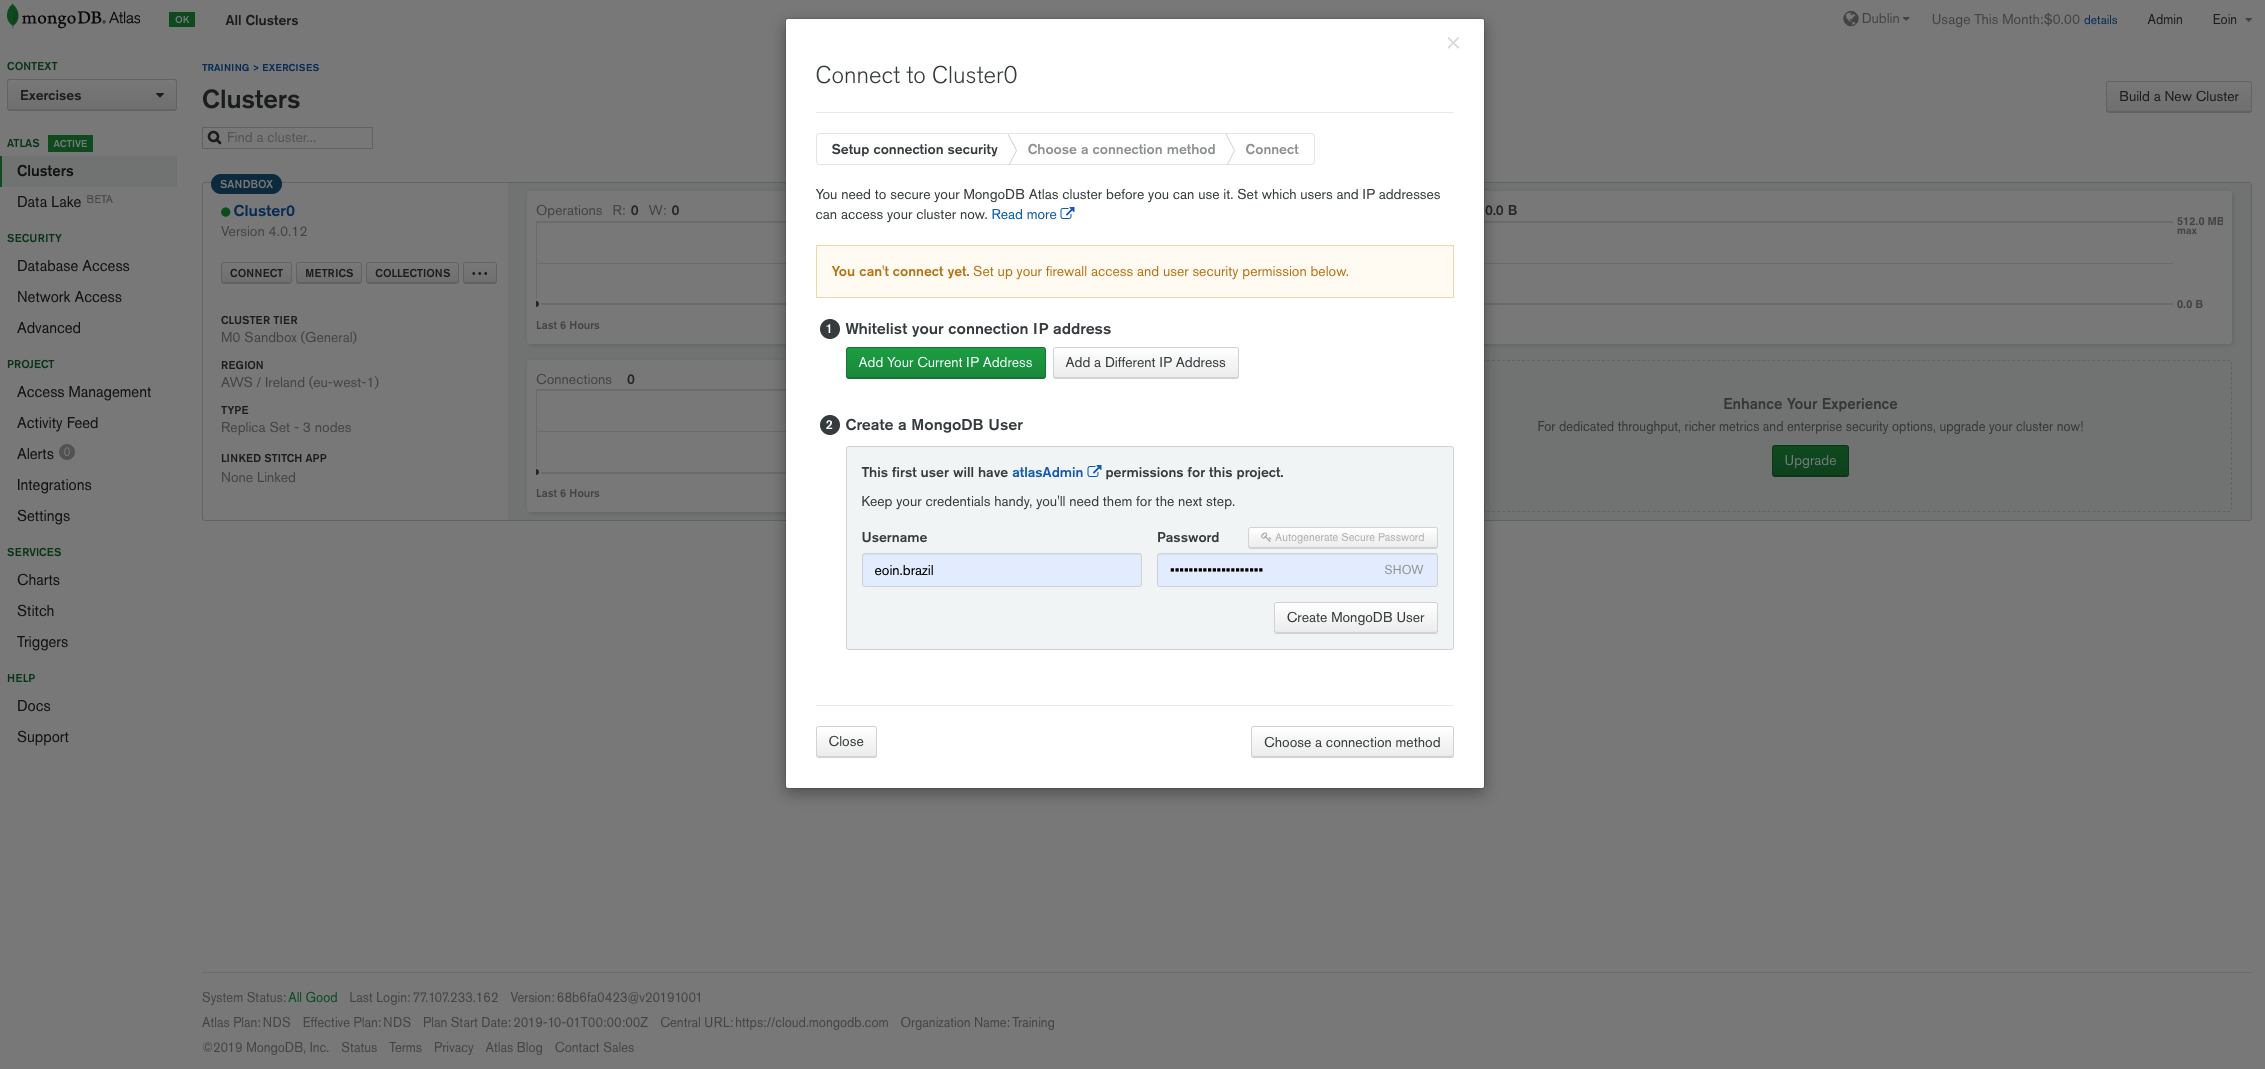 mongoDB. Atlas
OK
All Clusters
Dublin
Usage This Month:$0.00 details
Admin
Eoin
CONTEXT
Exercises
ATLAS ACTIVE
Clusters
Data Lake BETA
SECURITY
Database Access
Network Access
Advanced
PROJECT
Access Management
Activity Feed
Alerts 0
Integrations
Settings
SERVICES
Charts
Stitch
Triggers
HELP
Docs
Support
TRAINING > EXERCISES
Clusters
Build a New Cluster
Find a cluster...
SANDBOX
Cluster0
Version 4.0.12
CONNECT METRICS COLLECTIONS ...
CLUSTER TIER
M0 Sandbox (General)
REGION
AWS / Ireland (eu-west-1)
TYPE
Replica Set - 3 nodes
LINKED STITCH APP
None Linked
Operations R: 0 W: 0
Last 6 Hours
Connections 0
Last 6 Hours
0.0 B
512.0 MB
max
0.0 B
Enhance Your Experience
For dedicated throughput, richer metrics and enterprise security options, upgrade your cluster now!
Upgrade
Connect to Cluster0
Setup connection security
Choose a connection method
Connect
You need to secure your MongoDB Atlas cluster before you can use it. Set which users and IP addresses
can access your cluster now. Read more
You can't connect yet. Set up your firewall access and user security permission below.
1 Whitelist your connection IP address
Add Your Current IP Address
Add a Different IP Address
2 Create a MongoDB User
This first user will have atlasAdmin permissions for this project.
Keep your credentials handy, you'll need them for the next step.
Username
Password
Autogenerate Secure Password
eoin.brazil
SHOW
Create MongoDB User
Close
Choose a connection method
System Status: All Good Last Login: 77.107.233.162 Version: 68b6fa0423@v20191001
Atlas Plan: NDS Effective Plan: NDS Plan Start Date: 2019-10-01T00:00:00Z Central URL: https://cloud.mongodb.com Organization Name: Training
©2019 MongoDB, Inc. Status Terms Privacy Atlas Blog Contact Sales